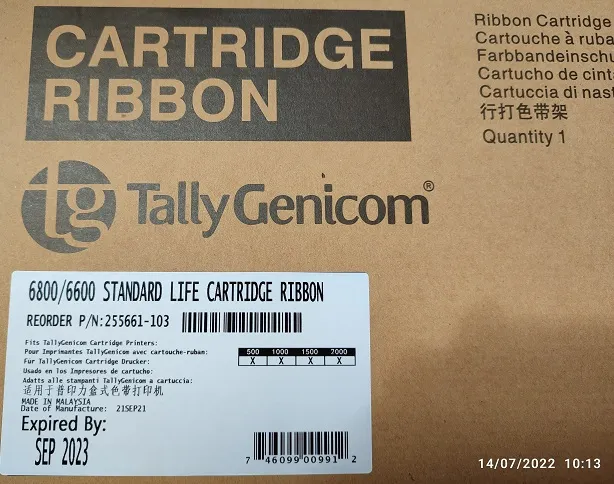 CARTRIDGE
RIBBON
Ribbon Cartridge
Cartouche à ruba
Farbbandeinschu
Cartucho de cint
Cartuccia di nast
行打色带架
Quantity 1
tg TallyGenicom®
6800/6600 STANDARD LIFE CARTRIDGE RIBBON
REORDER P/N:255661-103
Fits TallyGenicom Cartridge Printers:
Pour Imprimantes TallyGenicom avec cartouche-ruban:
Für TallyGenicom Cartridge Drucker:
Usado en tos Impresores de cartucho:
Adatts alle stampanti TallyGenicom a cartuccia:
适用于普印力盒式色带打印机
500 1000 1500 2000
X X X X
MADE IN MALAYSIA
Date of Manufacture: 21SEP21
Expired By:
SEP 2023
7 46099 00991 2
14/07/2022 10:13